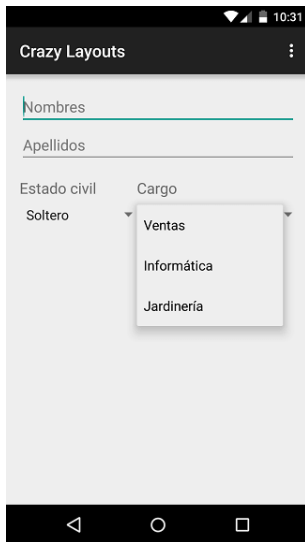 10:31
Crazy Layouts
Nombres
Apellidos
Estado civil Cargo
Soltero
Ventas
Informática
Jardinería